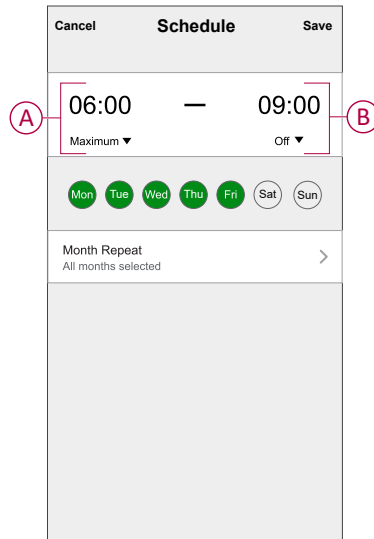 Cancel Schedule Save
06:00 — 09:00
A B
Maximum ▼ Off ▼
Mon Tue Wed Thu Fri Sat Sun
Month Repeat
All months selected